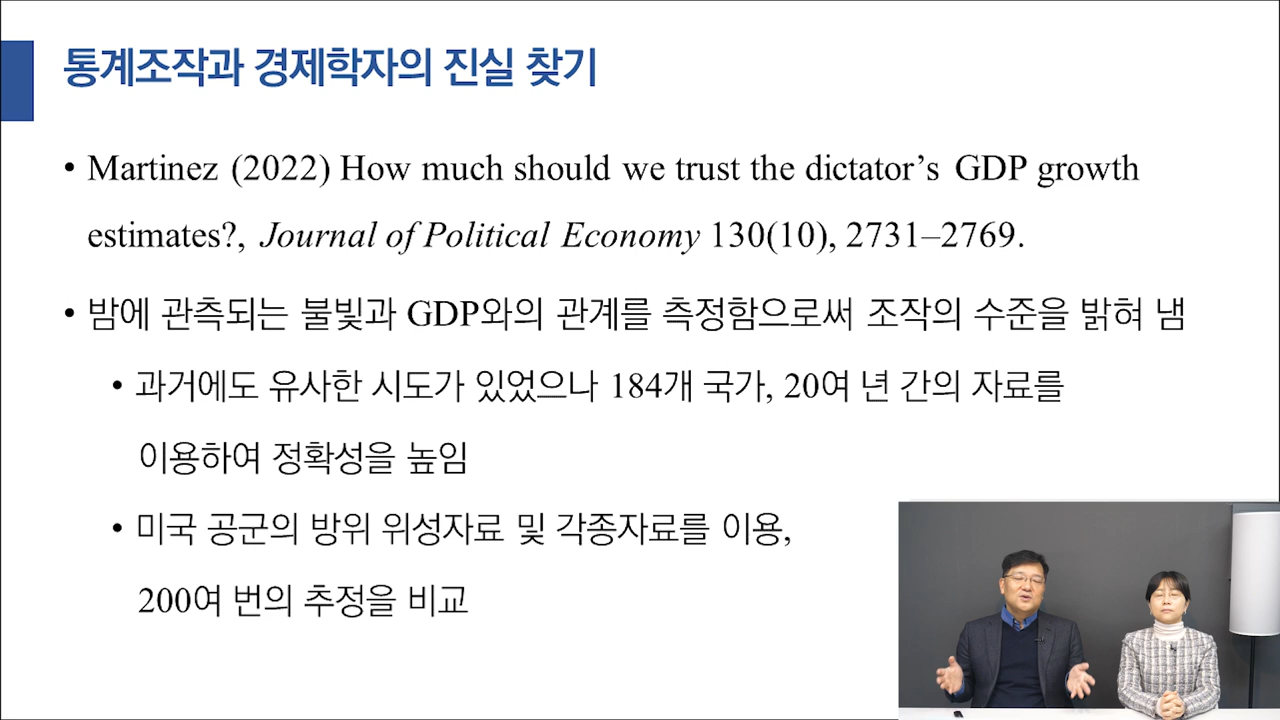 통계조작과 경제학자의 진실 찾기
• Martinez (2022) How much should we trust the dictator’s GDP growth
estimates?, Journal of Political Economy 130(10), 2731–2769.
• 밤에 관측되는 불빛과 GDP와의 관계를 측정함으로써 조작의 수준을 밝혀 냄
• 과거에도 유사한 시도가 있었으나 184개 국가, 20여 년 간의 자료를
이용하여 정확성을 높임
• 미국 공군의 방위 위성자료 및 각종자료를 이용,
200여 번의 추정을 비교